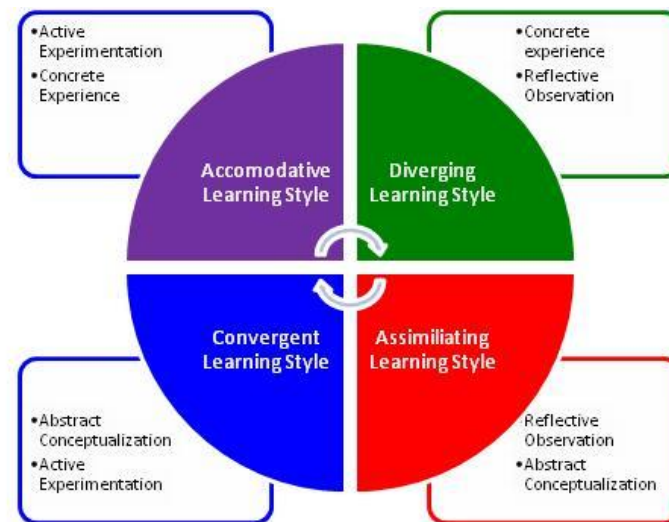 •Active
Experimentation
•Concrete
Experience
•Concrete
experience
•Reflective
Observation
Accomodative
Learning Style
Diverging
Learning Style
Convergent
Learning Style
Assimiliating
Learning Style
•Abstract
Conceptualization
•Active
Experimentation
•Reflective
Observation
•Abstract
Conceptualization